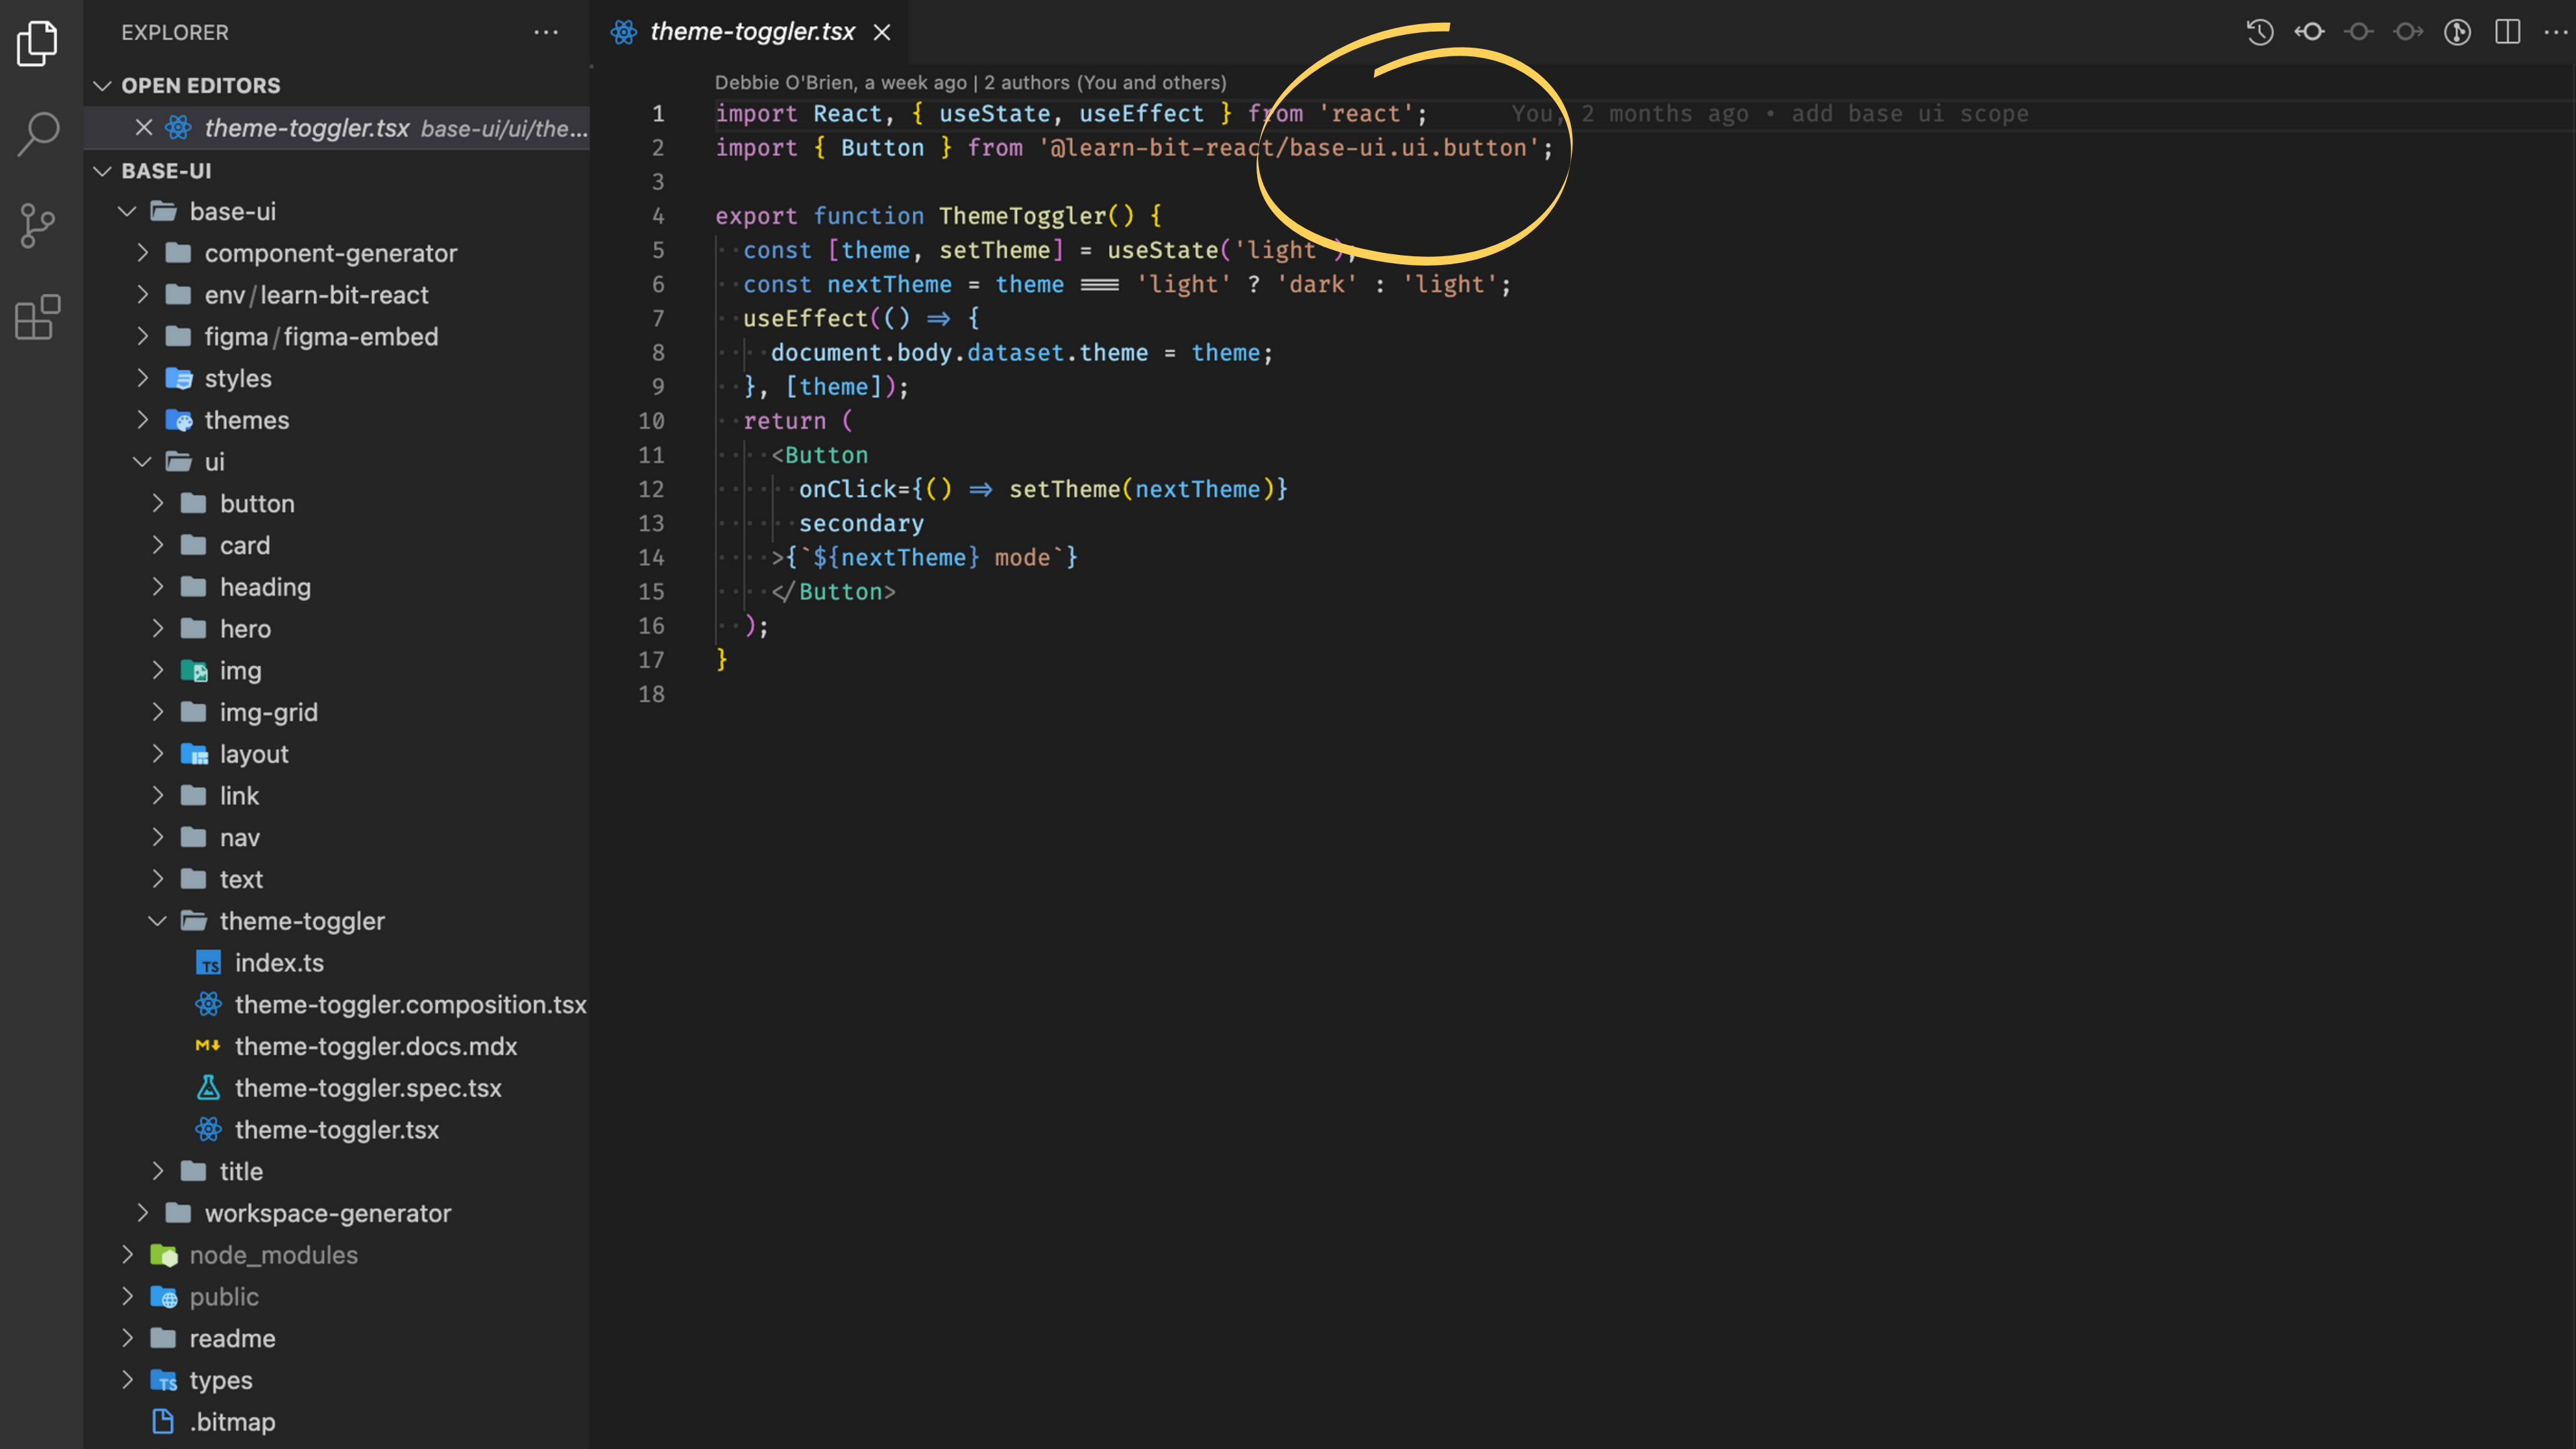 EXPLORER
OPEN EDITORS
theme-toggler.tsx base-ui/ui/the...
BASE-UI
base-ui
component-generator
env/learn-bit-react
figma/figma-embed
styles
themes
ui
button
card
heading
hero
img
img-grid
layout
link
nav
text
theme-toggler
TS index.ts
theme-toggler.composition.tsx
M theme-toggler.docs.mdx
theme-toggler.spec.tsx
theme-toggler.tsx
title
workspace-generator
node_modules
public
readme
TS types
.bitmap
theme-toggler.tsx
Debbie O'Brien, a week ago | 2 authors (You and others)
1 import React, { useState, useEffect } from 'react'; You, 2 months ago • add base ui scope
2 import { Button } from '@learn-bit-react/base-ui.ui.button';
3
4 export function ThemeToggler() {
5 const [theme, setTheme] = useState('light');
6 const nextTheme = theme === 'light' ? 'dark' : 'light';
7 useEffect(() => {
8 document.body.dataset.theme = theme;
9 }, [theme]);
10 return (
11 <Button
12 onClick={() => setTheme(nextTheme)}
13 secondary
14 >{`${nextTheme} mode`}
15 </Button>
16 );
17 }
18